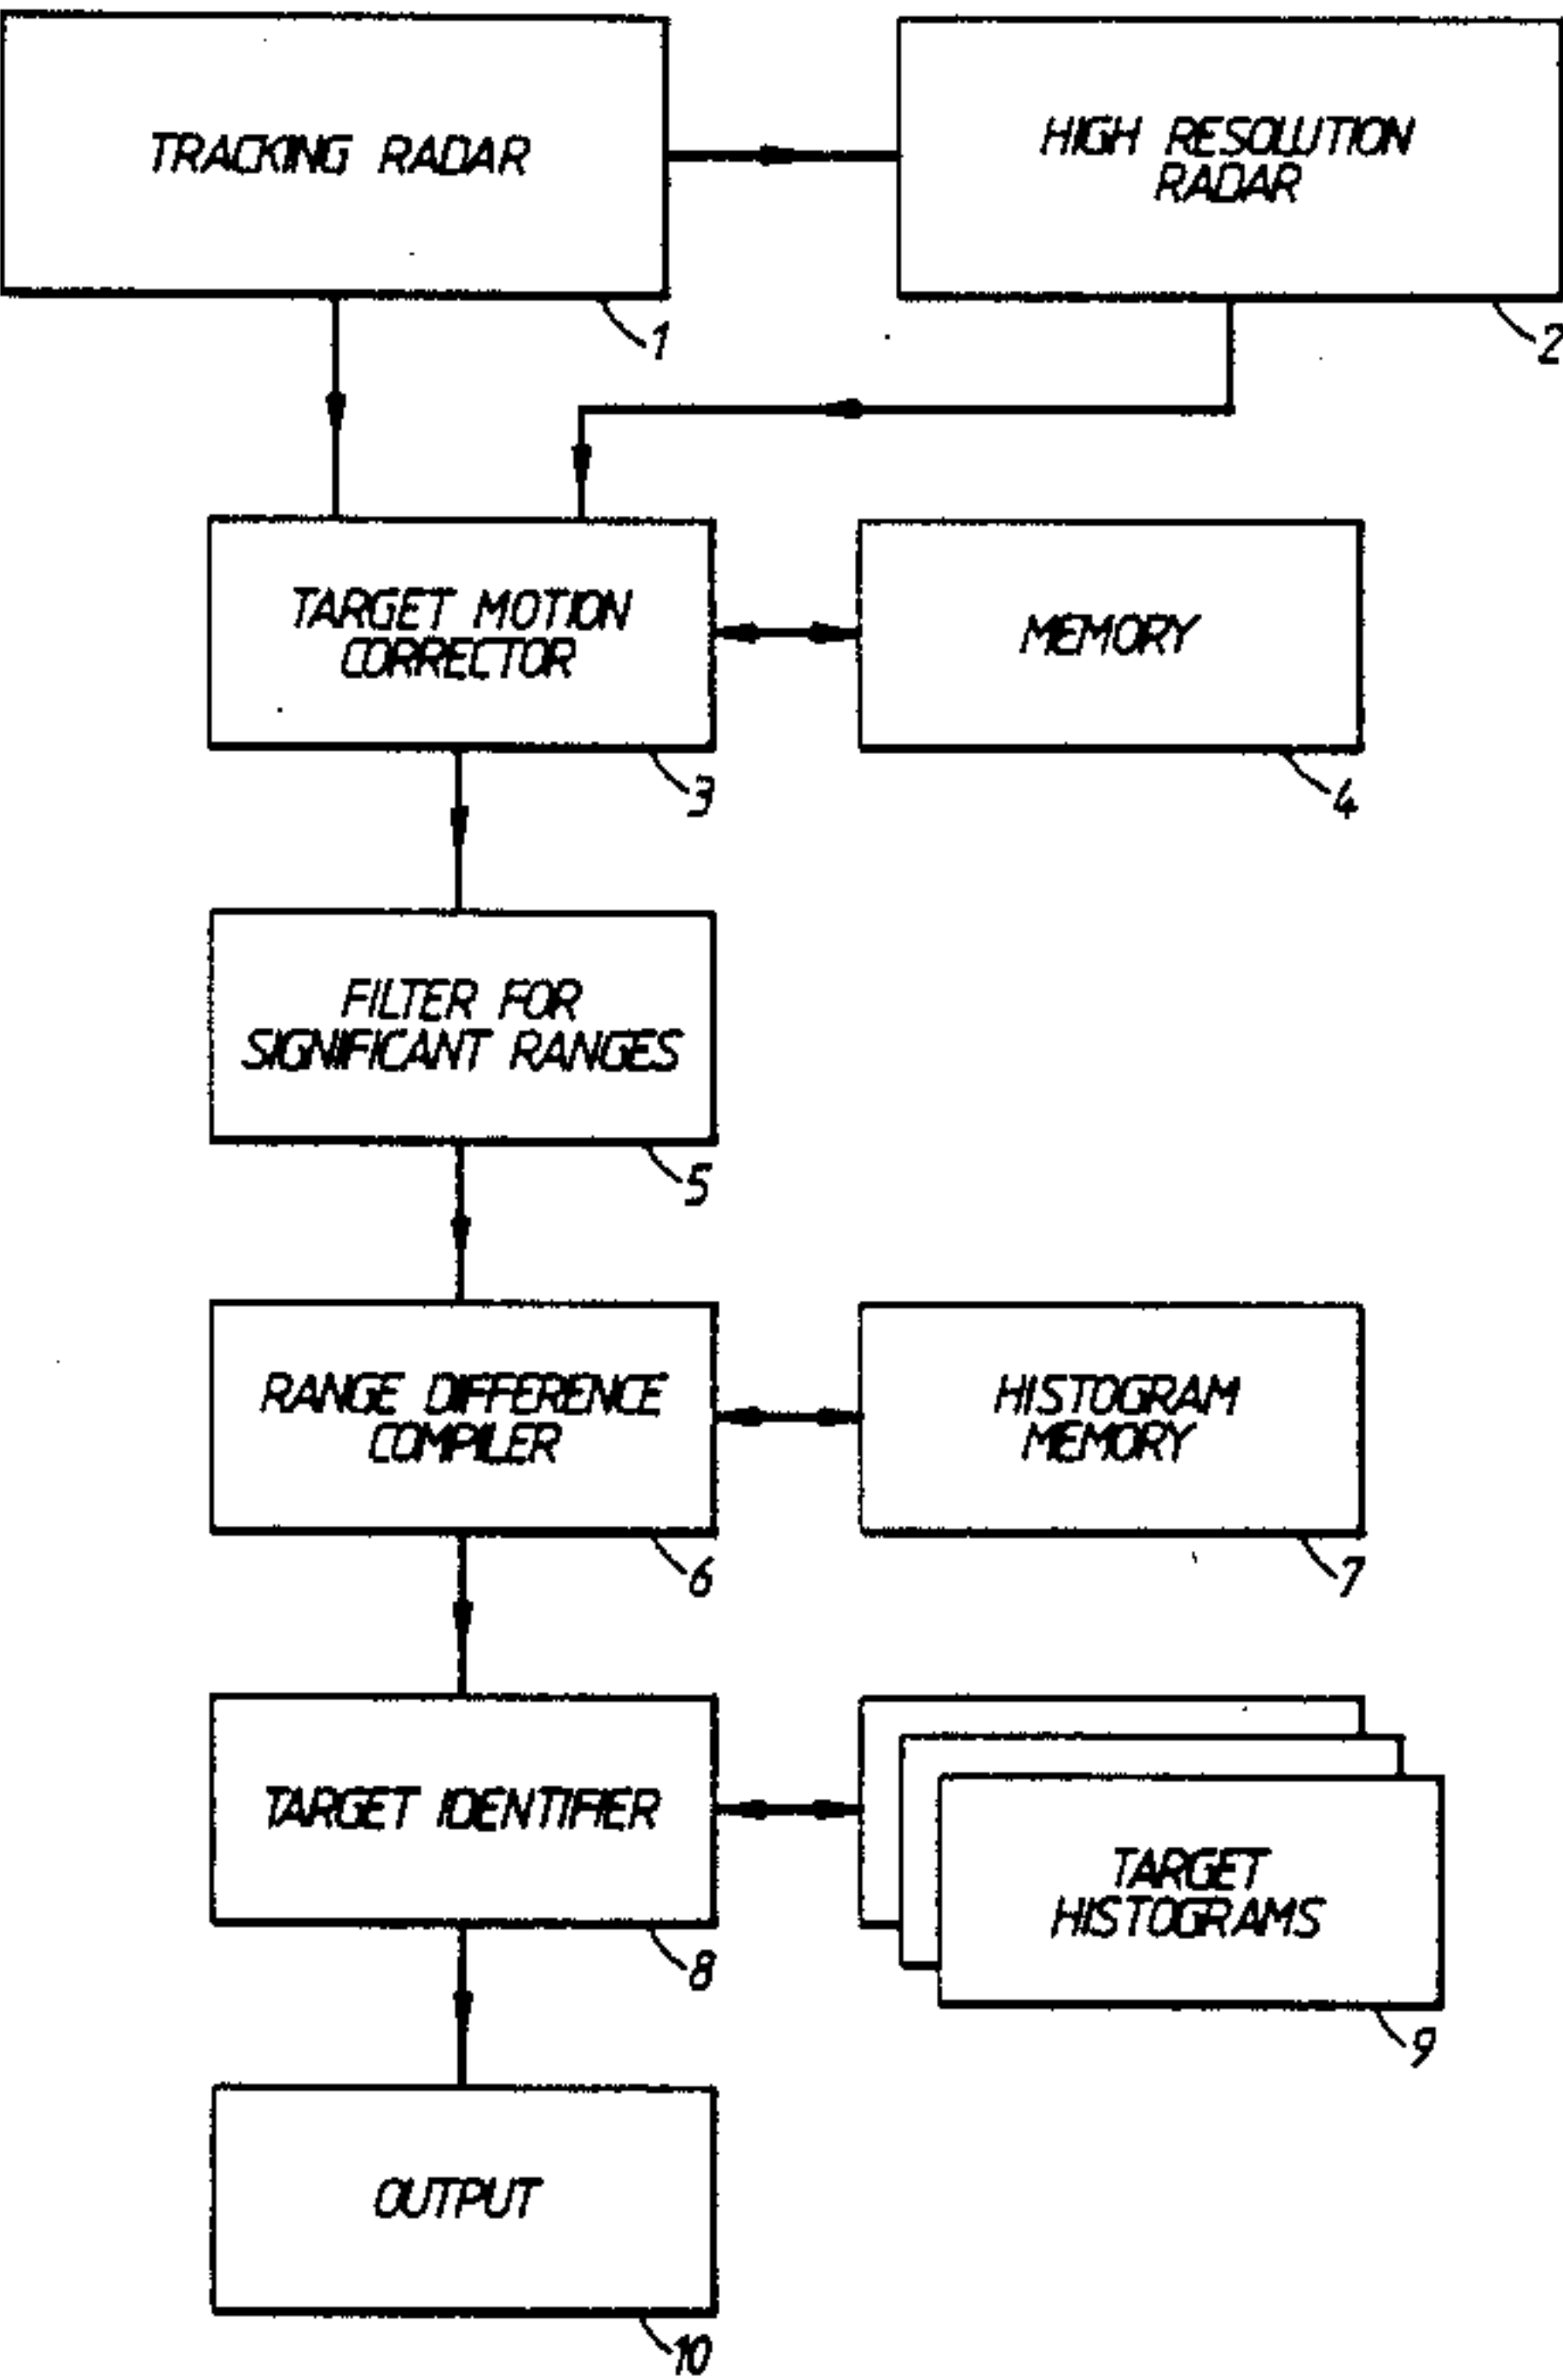 TRACKING RADAR
1
HIGH RESOLUTION
RADAR
2
TARGET MOTION
CORRECTOR
3
MEMORY
4
FILTER FOR
SIGNIFICANT RANGES
5
RANGE DIFFERENCE
COMPILER
6
HISTOGRAM
MEMORY
7
TARGET IDENTIFIER
8
TARGET
HISTOGRAMS
9
OUTPUT
10